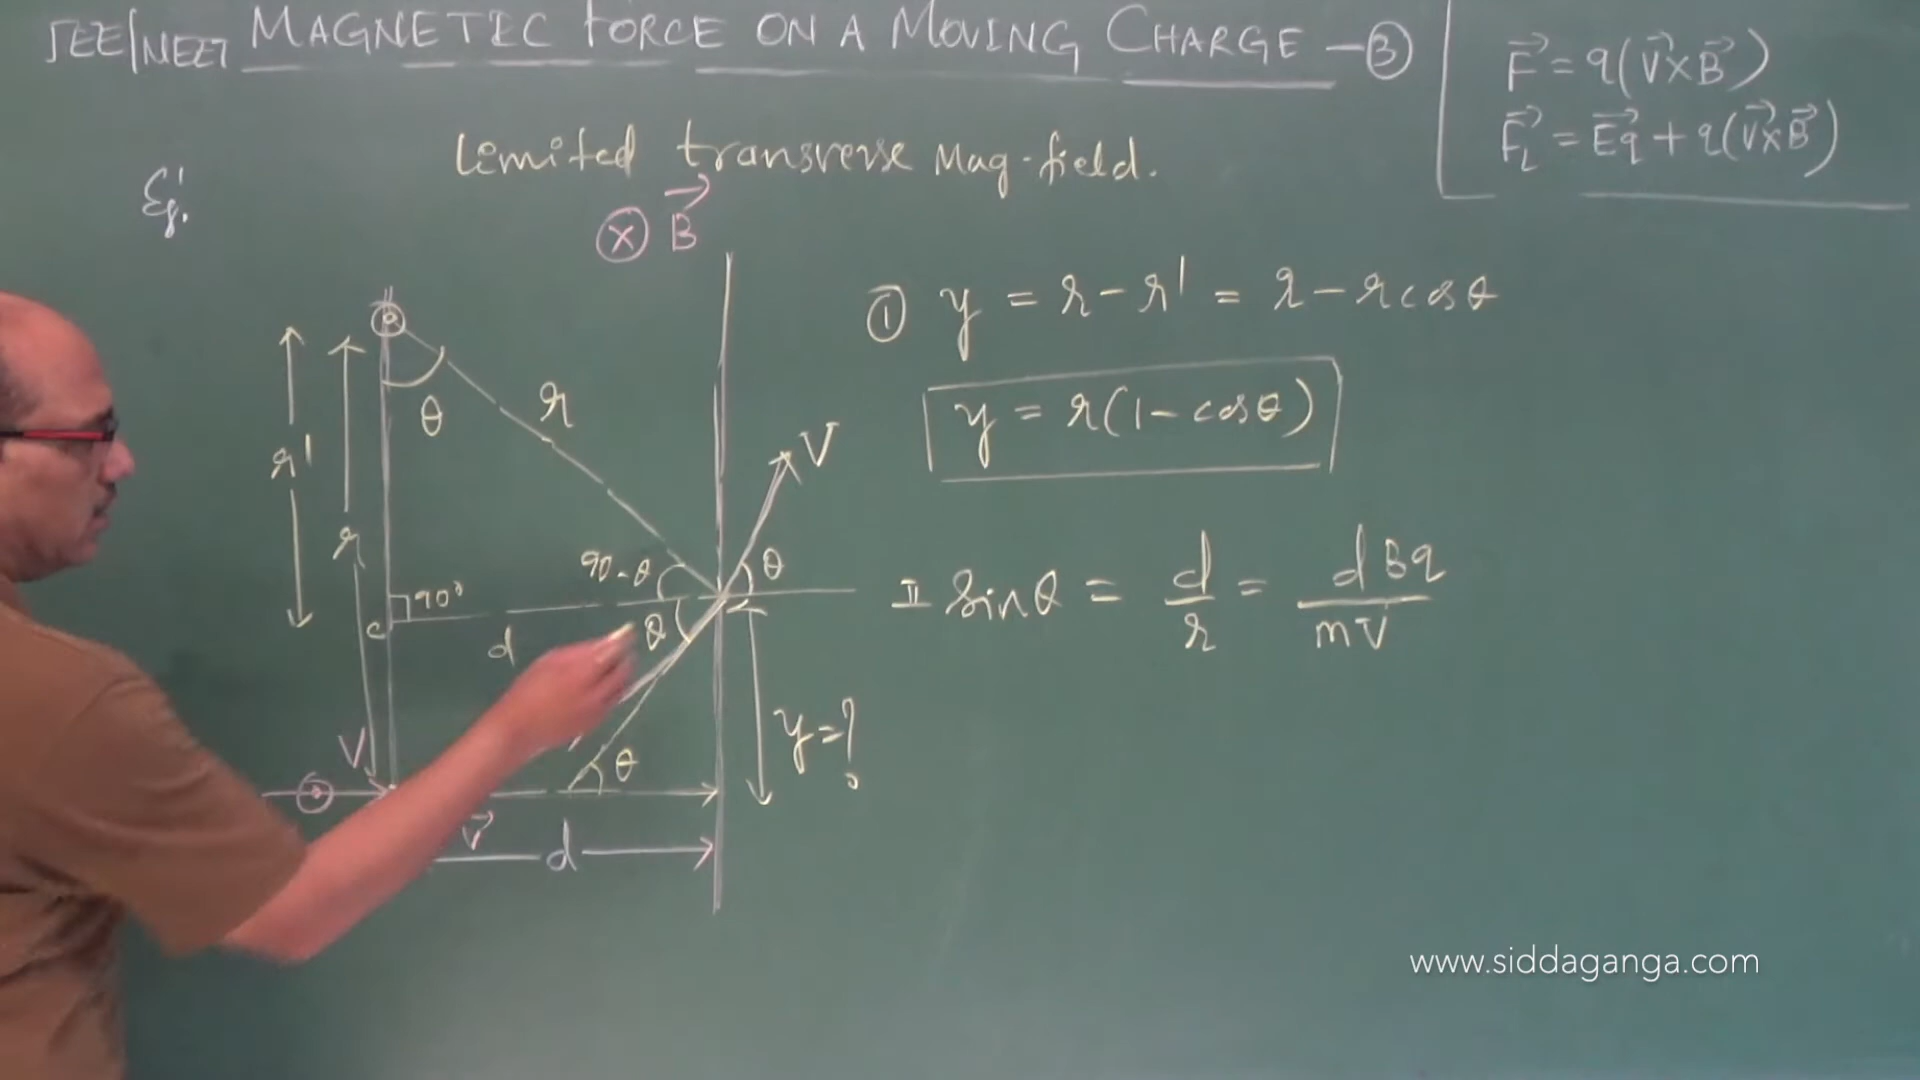 JEE/NEET MAGNETIC FORCE ON A MOVING CHARGE - ③
F⃗ = q(V⃗×B⃗)
F⃗L = E⃗q + q(V⃗×B⃗)
Limited transverse Mag-field.
Eg:
ⓧ B⃗
① y = r - r' = r - r cos θ
y = r(1 - cos θ)
θ
r
V
r'
r
90-θ
θ
90°
c
d
θ
II sin θ = d/r = dBq/mV
V
θ
y = ?
V⃗
d
www.siddaganga.com